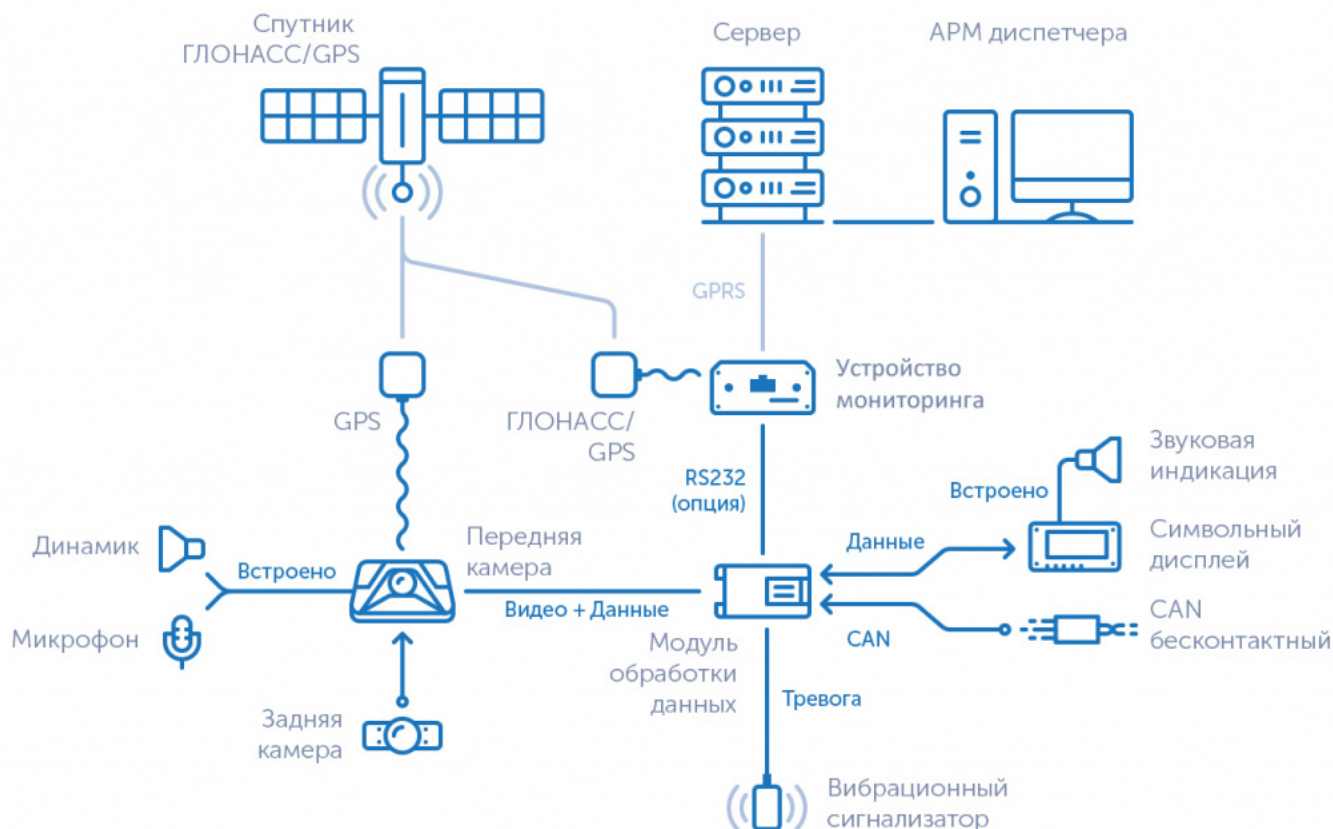 Спутник
ГЛОНАСС/GPS
Сервер
АРМ диспетчера
GPRS
Устройство
мониторинга
GPS
ГЛОНАСС/
GPS
RS232
(опция)
Звуковая
индикация
Встроено
Динамик
Встроено
Передняя
камера
Данные
Символьный
дисплей
Видео + Данные
Микрофон
CAN
CAN
бесконтактный
Модуль
обработки
данных
Тревога
Задняя
камера
Вибрационный
сигнализатор